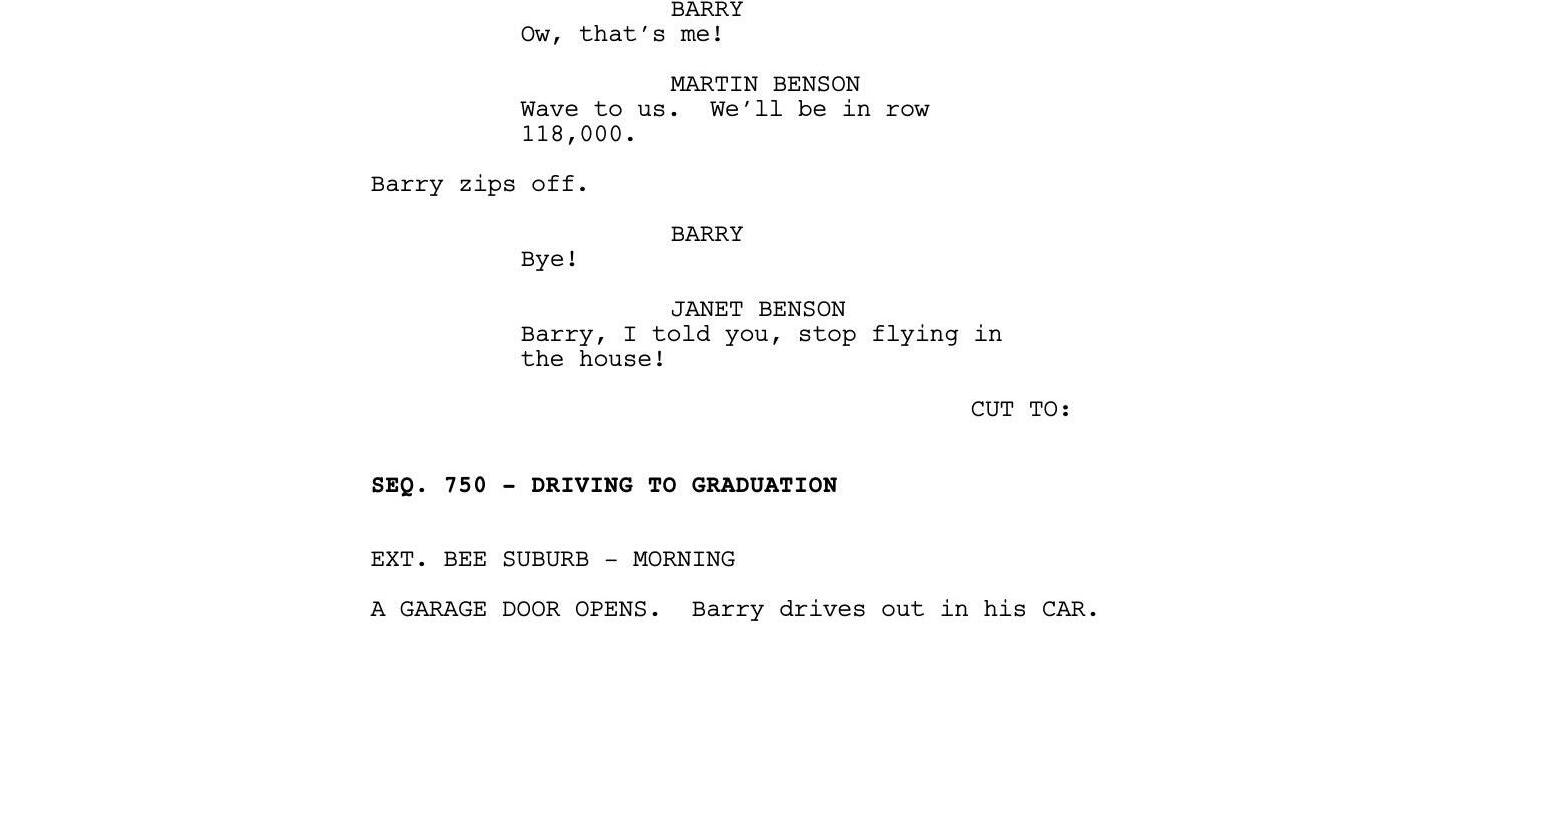 BARRY
Ow, that’s me!
MARTIN BENSON
Wave to us.  We’ll be in row
118,000.
Barry zips off.
BARRY
Bye!
JANET BENSON
Barry, I told you, stop flying in
the house!
CUT TO:
SEQ. 750 - DRIVING TO GRADUATION
EXT. BEE SUBURB - MORNING
A GARAGE DOOR OPENS.  Barry drives out in his CAR.